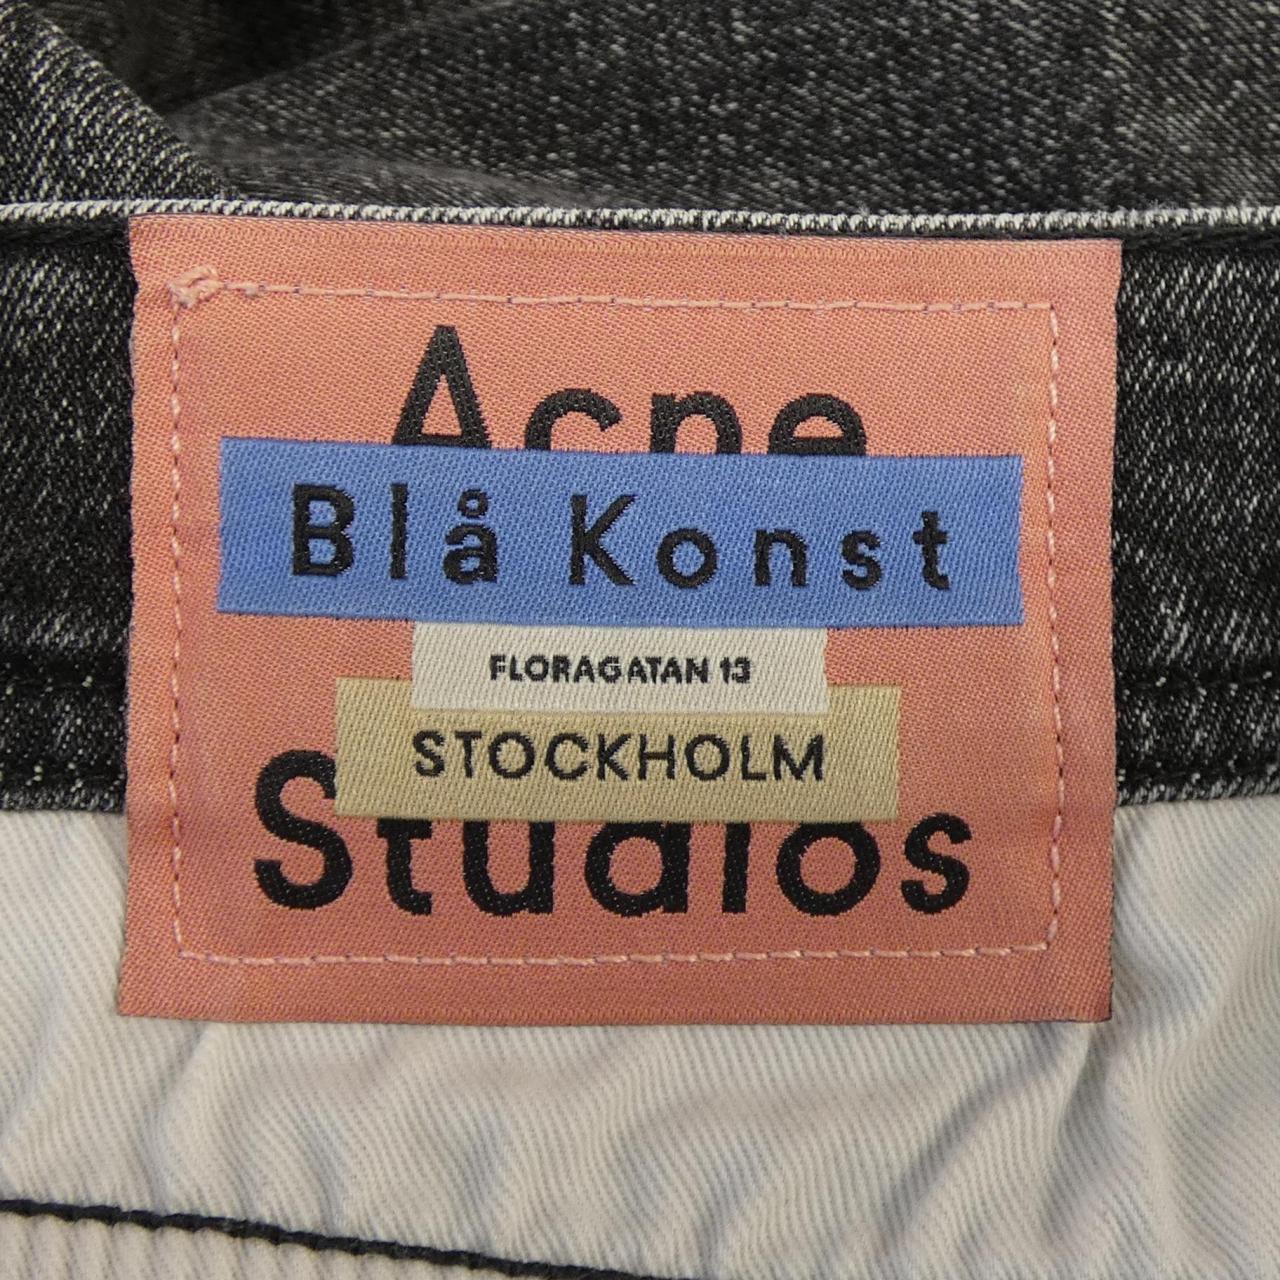 Acne
Blå Konst
FLORAGATAN 13
STOCKHOLM
Studios